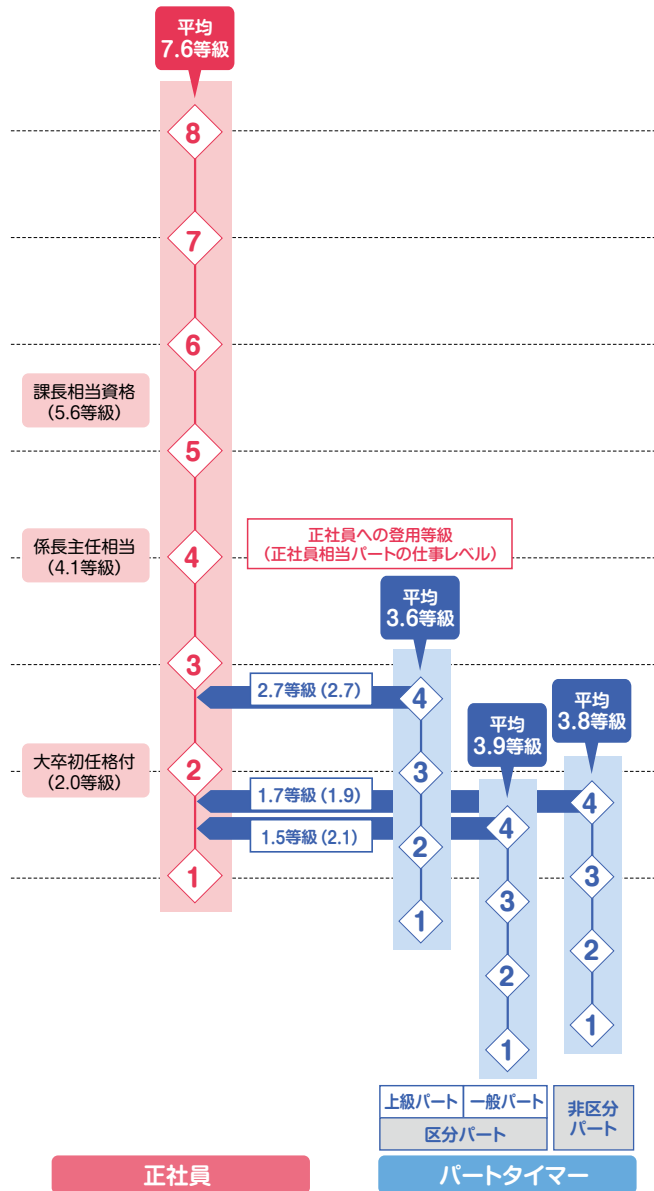 平均
7.6等級
8
7
6
課長相当資格
(5.6等級)
5
正社員への登用等級
(正社員相当パートの仕事レベル)
係長主任相当
(4.1等級)
4
平均
3.6等級
3
2.7等級(2.7)
4
平均
3.9等級
平均
3.8等級
大卒初任格付
(2.0等級)
2
3
1.7等級(1.9)
4
1.5等級(2.1)
4
2
1
3
3
1
2
2
1
1
上級パート
一般パート
区分パート
非区分
パート
正社員
パートタイマー